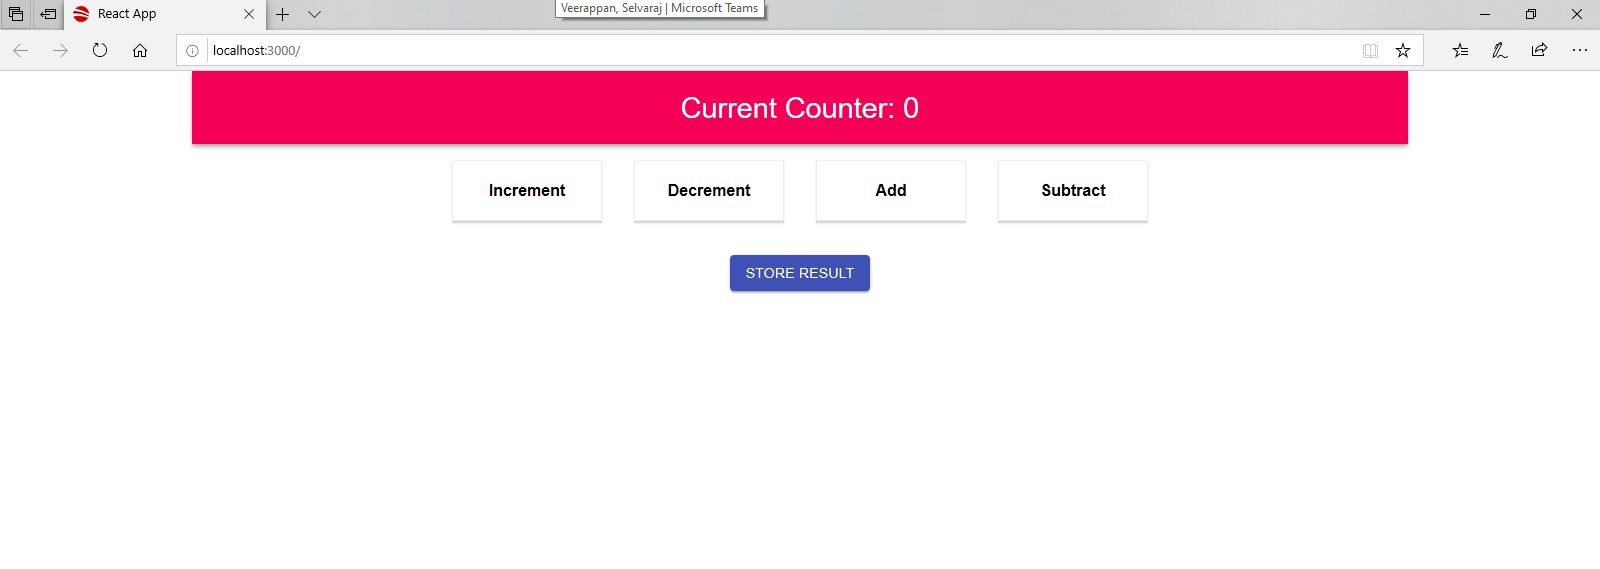 React App
Veerappan, Selvaraj | Microsoft Teams
localhost:3000/
Current Counter: 0
Increment Decrement Add Subtract
STORE RESULT